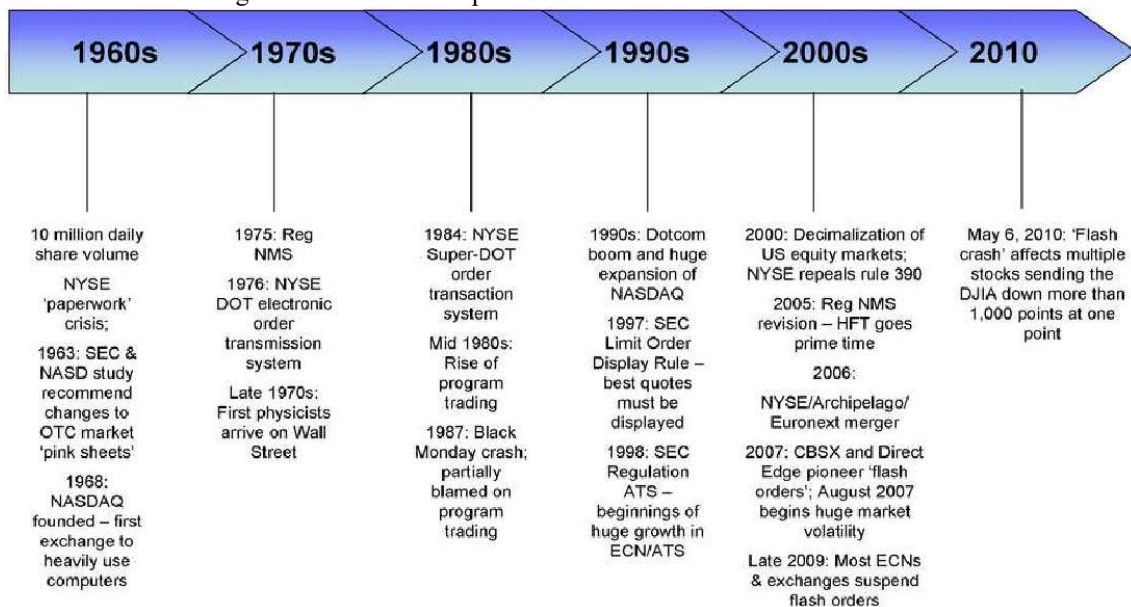 1960s
1970s
1980s
1990s
2000s
2010
10 million daily
share volume
NYSE
'paperwork'
crisis;
1963: SEC &
NASD study
recommend
changes to
OTC market
'pink sheets'
1968:
NASDAQ
founded – first
exchange to
heavily use
computers
1975: Reg
NMS
1976: NYSE
DOT electronic
order
transmission
system
Late 1970s:
First physicists
arrive on Wall
Street
1984: NYSE
Super-DOT
order
transaction
system
Mid 1980s:
Rise of
program
trading
1987: Black
Monday crash;
partially
blamed on
program
trading
1990s: Dotcom
boom and huge
expansion of
NASDAQ
1997: SEC
Limit Order
Display Rule –
best quotes
must be
displayed
1998: SEC
Regulation
ATS –
beginnings of
huge growth in
ECN/ATS
2000: Decimalization of
US equity markets;
NYSE repeals rule 390
2005: Reg NMS
revision – HFT goes
prime time
2006:
NYSE/Archipelago/
Euronext merger
2007: CBSX and Direct
Edge pioneer 'flash
orders'; August 2007
begins huge market
volatility
Late 2009: Most ECNs
& exchanges suspend
flash orders
May 6, 2010: 'Flash
crash' affects multiple
stocks sending the
DJIA down more than
1,000 points at one
point